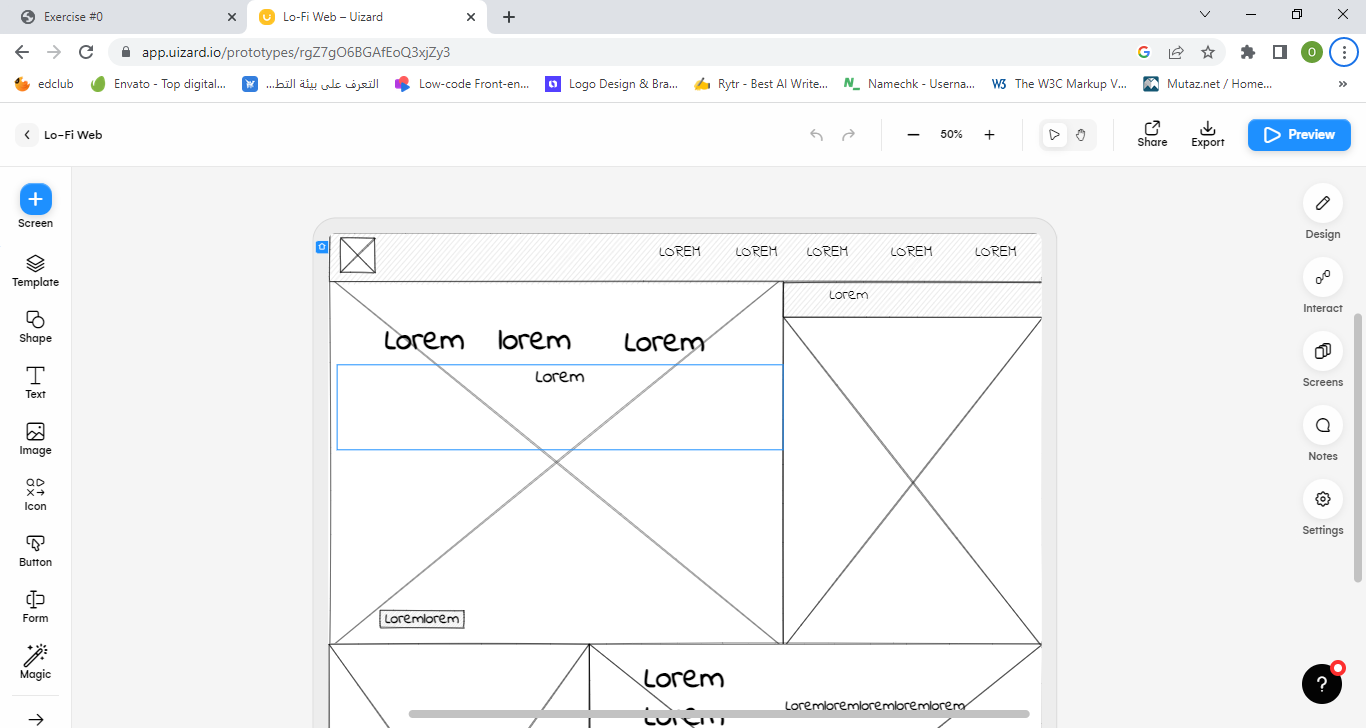 Exercise #0
Lo-Fi Web – Uizard
app.uizard.io/prototypes/rgZ7gO6BGAfEoQ3xjZy3
O
edclub
Envato - Top digital...
التعرف على بيئة التط...
Low-code Front-en...
Logo Design & Bra...
Rytr - Best AI Write...
Namechk - Userna...
W3 The W3C Markup V...
Mutaz.net / Home...
»
Lo-Fi Web
50%
Share
Export
Preview
Screen
Template
Shape
Text
Image
Icon
Button
Form
Magic
LOREM LOREM LOREM LOREM LOREM
Lorem
Lorem lorem Lorem
Lorem
Loremlorem
Lorem
Lorem
Loremloremloremloremlorem
Design
Interact
Screens
Notes
Settings
?